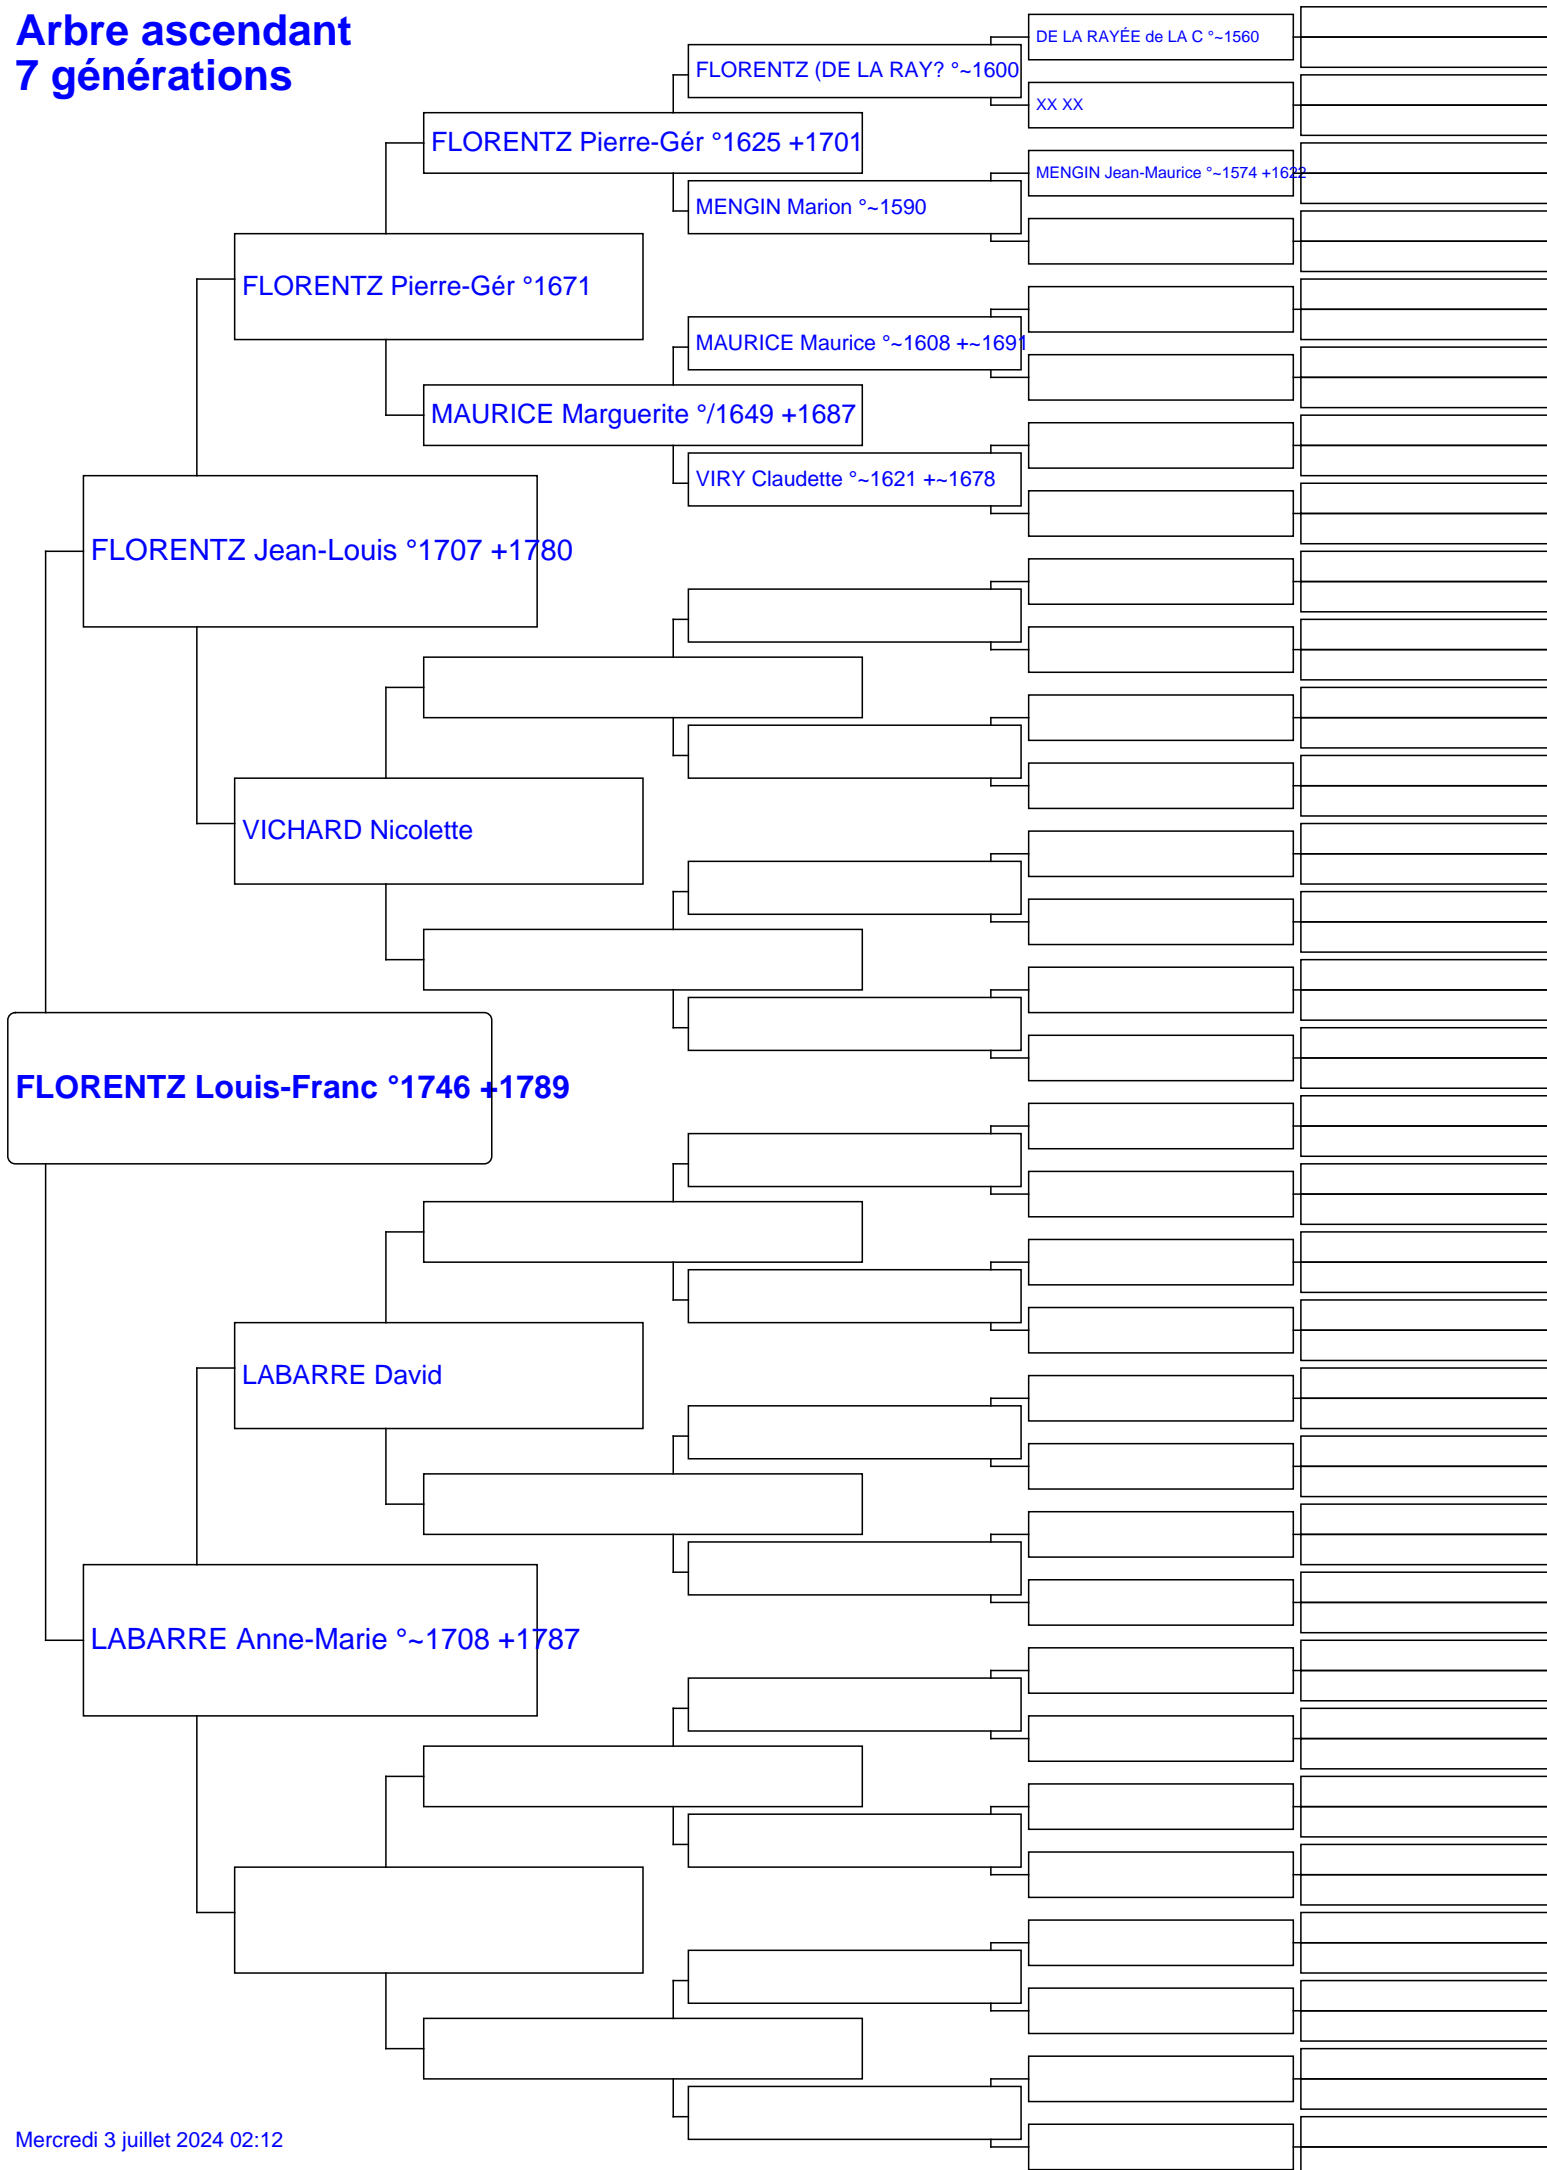 Arbre ascendant
7 générations
DE LA RAYÉE de LA C °~1560
FLORENTZ (DE LA RAY? °~1600
XX XX
FLORENTZ Pierre-Gér °1625 +1701
MENGIN Jean-Maurice °~1574 +1622
MENGIN Marion °~1590
FLORENTZ Pierre-Gér °1671
MAURICE Maurice °~1608 +~1691
MAURICE Marguerite °/1649 +1687
VIRY Claudette °~1621 +~1678
FLORENTZ Jean-Louis °1707 +1780
VICHARD Nicolette
FLORENTZ Louis-Franc °1746 +1789
LABARRE David
LABARRE Anne-Marie °~1708 +1787
Mercredi 3 juillet 2024 02:12